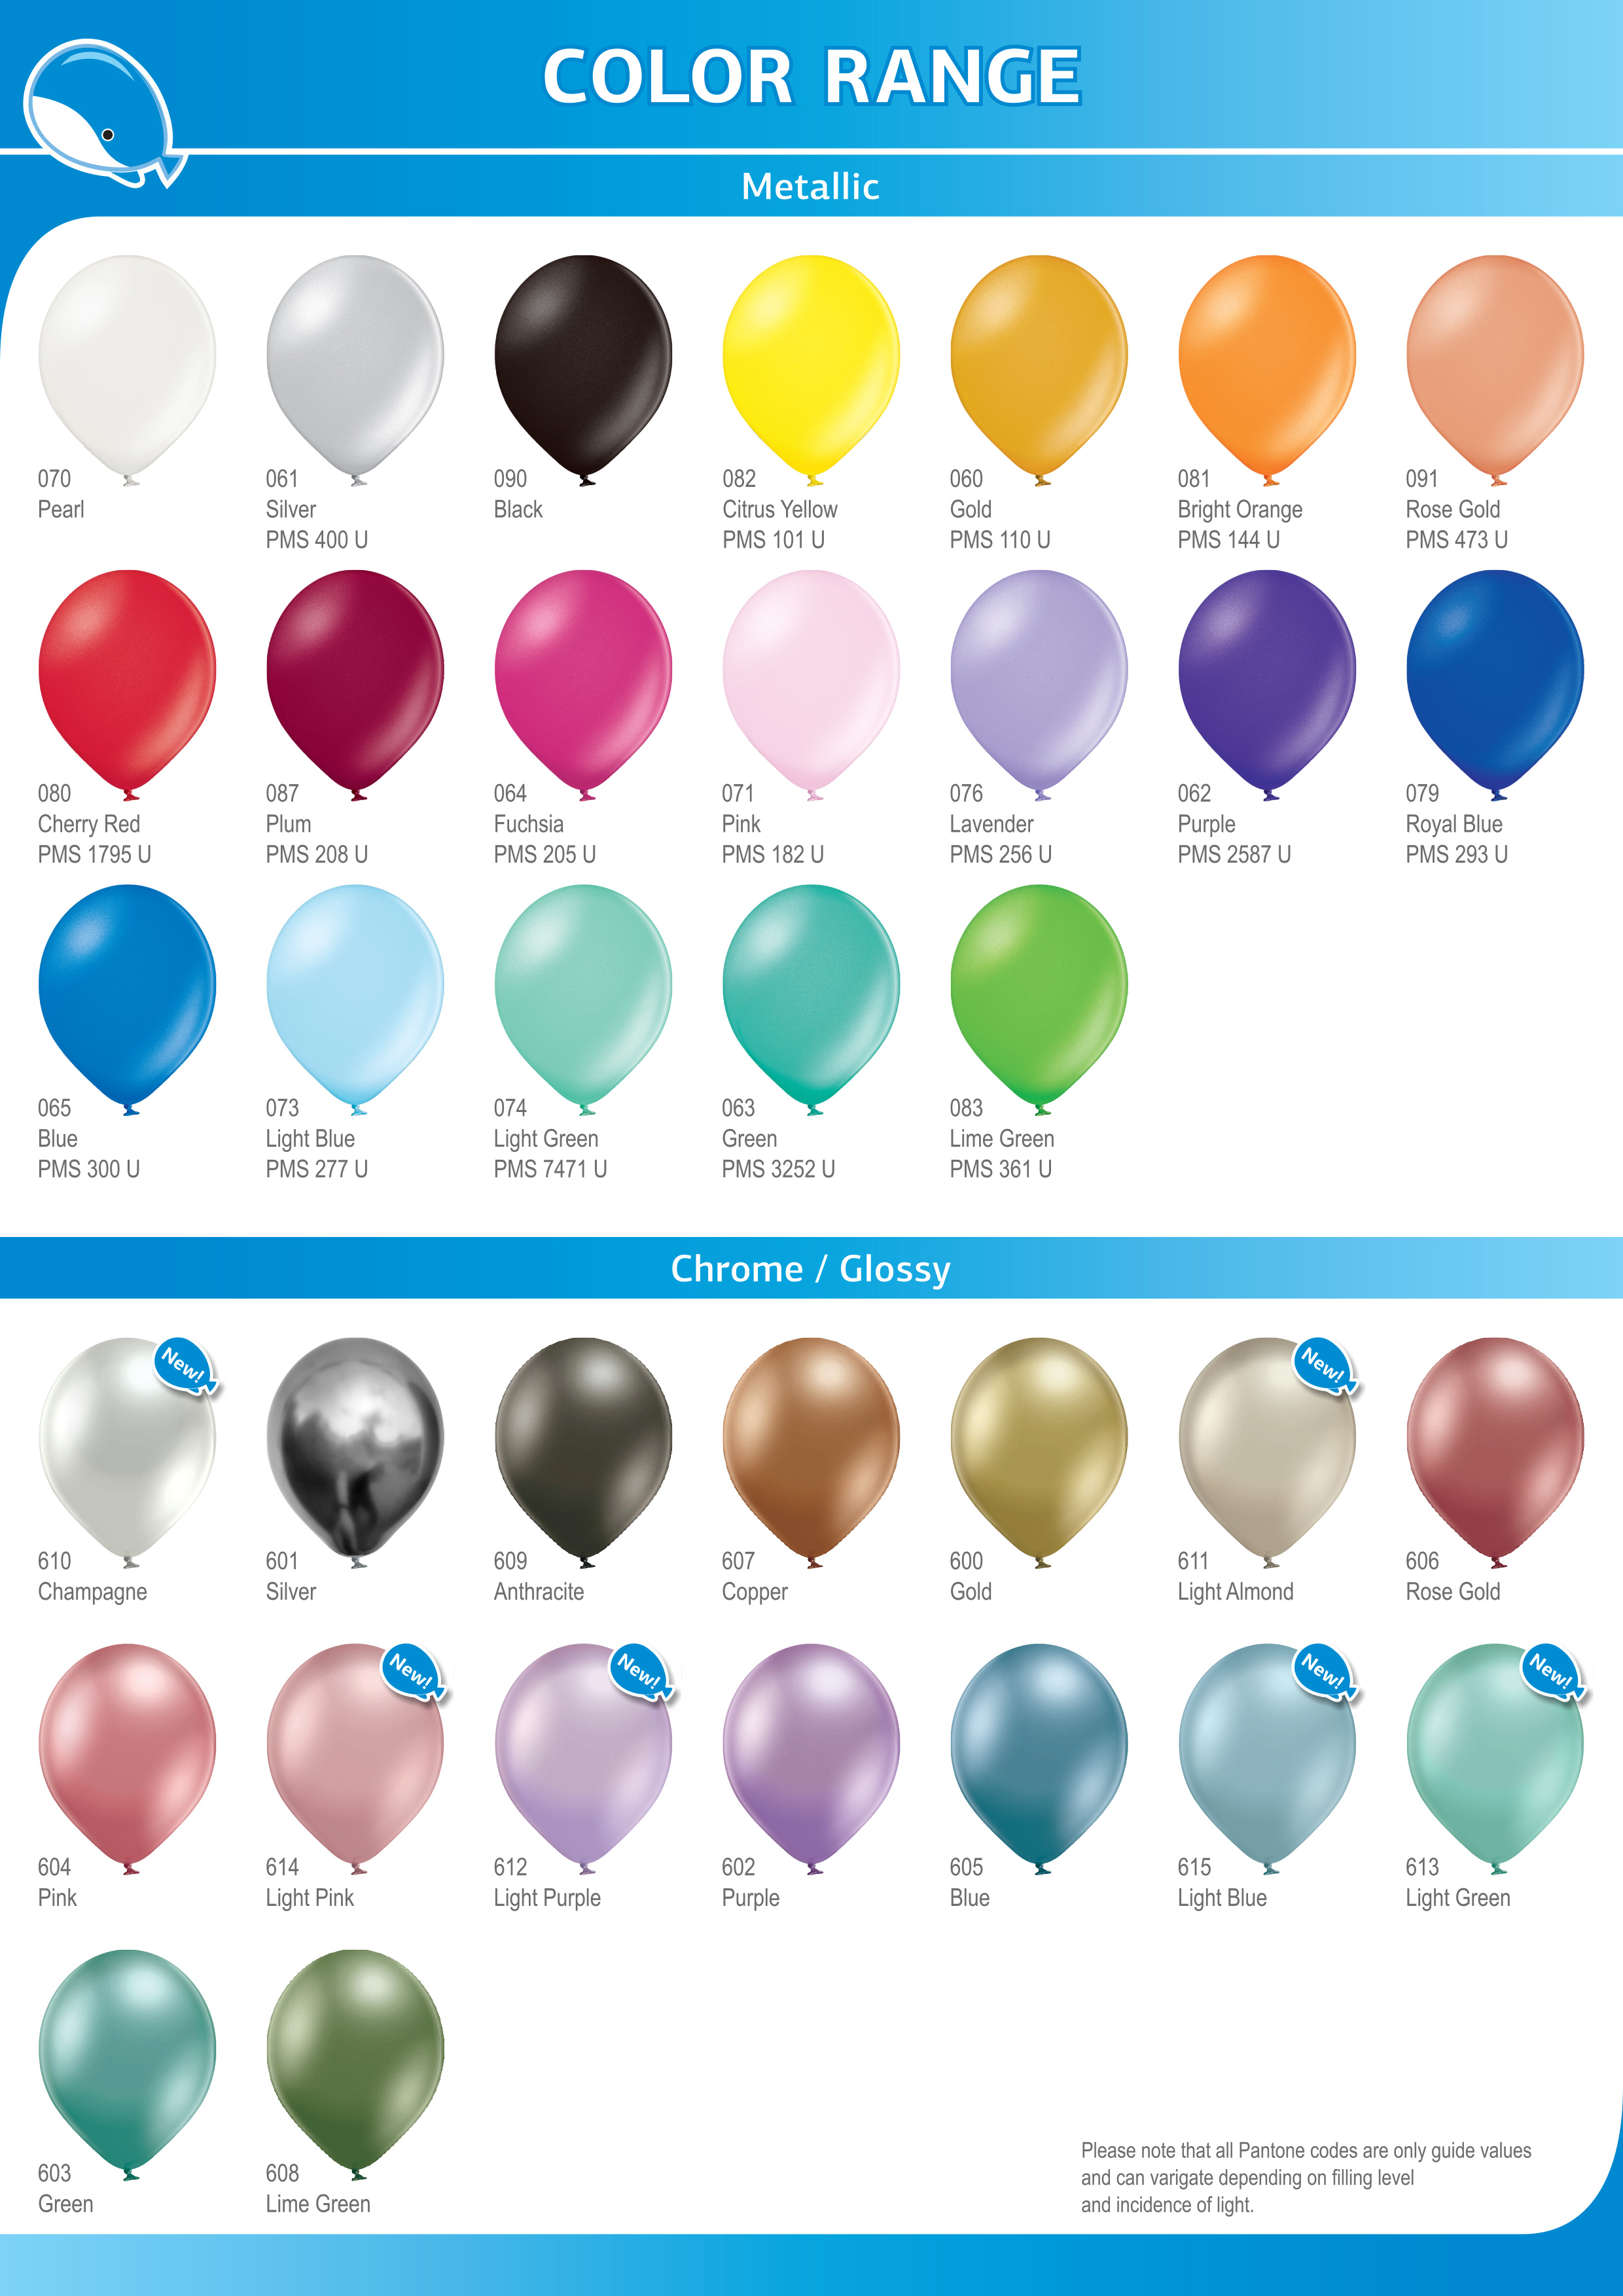 COLOR RANGE
Metallic
070
Pearl
061
Silver
PMS 400 U
090
Black
082
Citrus Yellow
PMS 101 U
060
Gold
PMS 110 U
081
Bright Orange
PMS 144 U
091
Rose Gold
PMS 473 U
080
Cherry Red
PMS 1795 U
087
Plum
PMS 208 U
064
Fuchsia
PMS 205 U
071
Pink
PMS 182 U
076
Lavender
PMS 256 U
062
Purple
PMS 2587 U
079
Royal Blue
PMS 293 U
065
Blue
PMS 300 U
073
Light Blue
PMS 277 U
074
Light Green
PMS 7471 U
063
Green
PMS 3252 U
083
Lime Green
PMS 361 U
Chrome / Glossy
New!
610
Champagne
601
Silver
609
Anthracite
607
Copper
600
Gold
New!
611
Light Almond
606
Rose Gold
604
Pink
New!
614
Light Pink
New!
612
Light Purple
602
Purple
605
Blue
New!
615
Light Blue
New!
613
Light Green
603
Green
608
Lime Green
Please note that all Pantone codes are only guide values
and can varigate depending on filling level
and incidence of light.